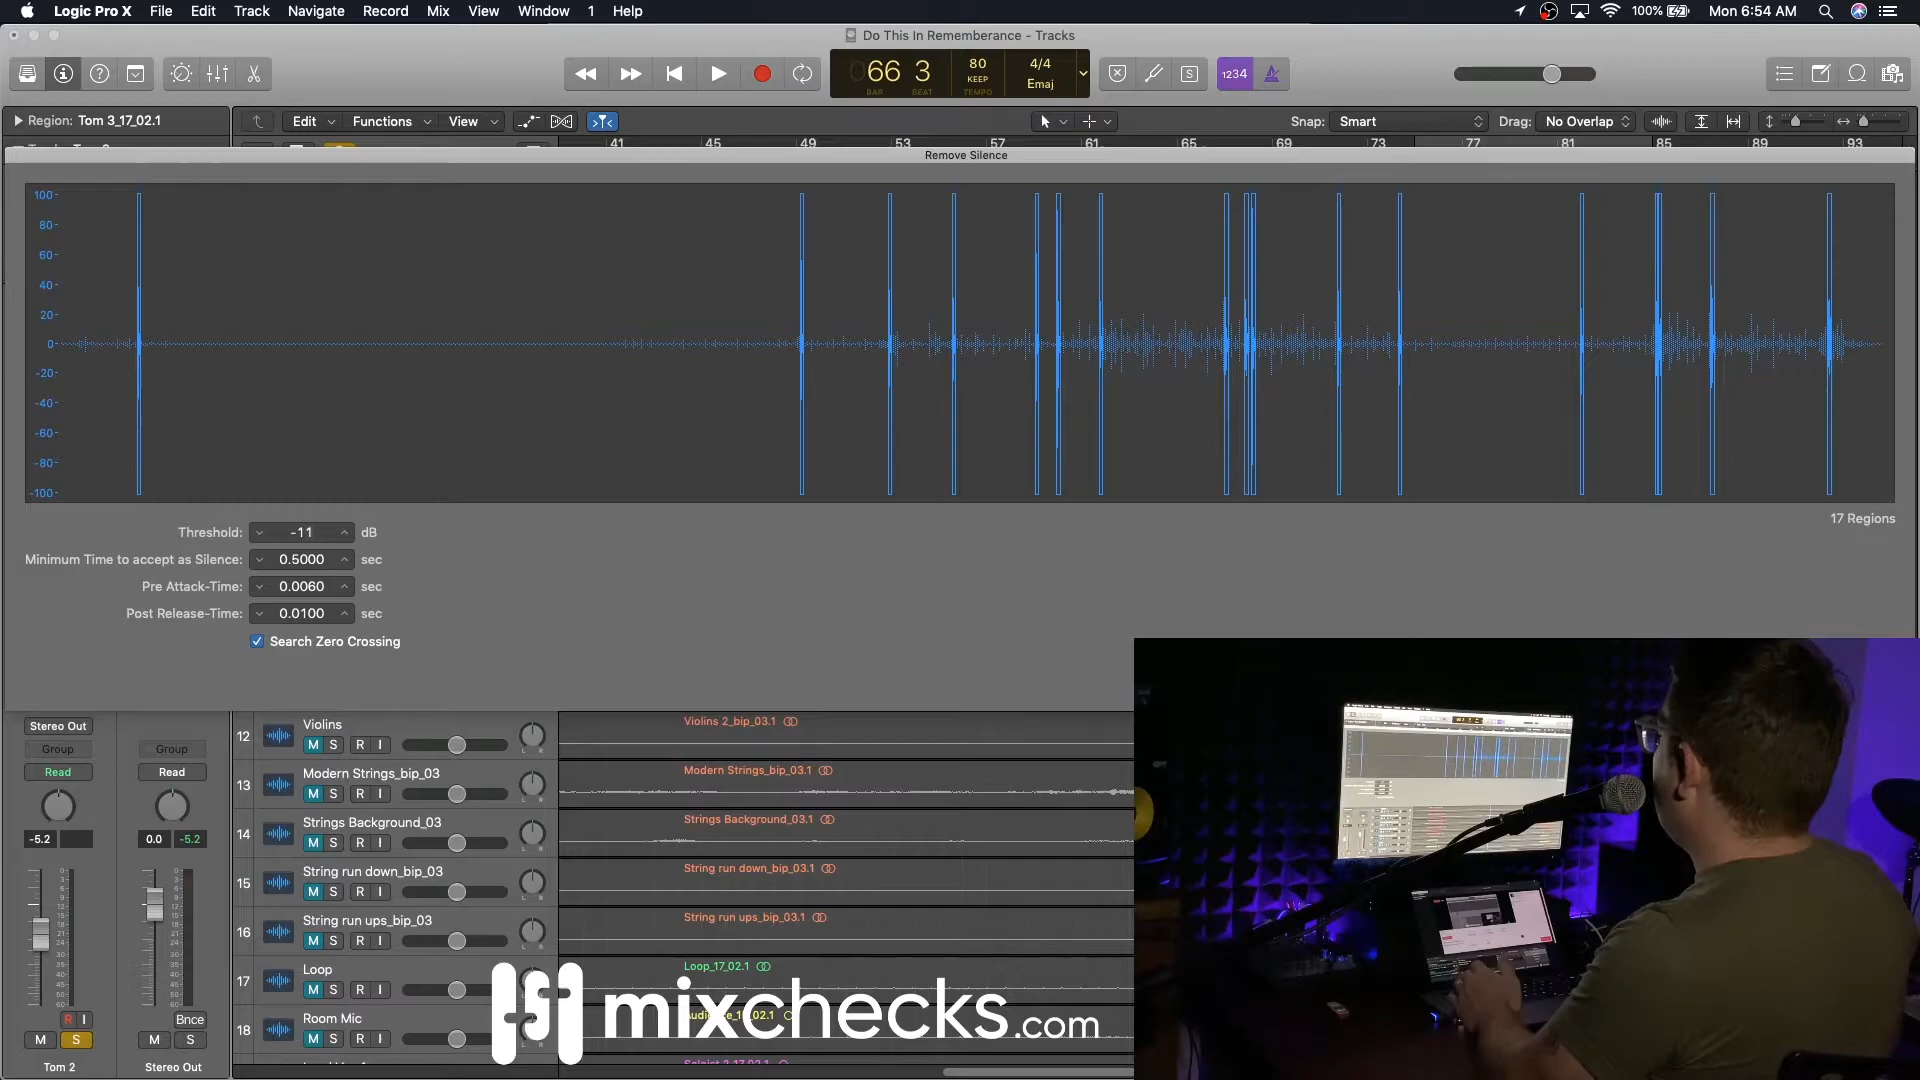 Logic Pro X File Edit Track Navigate Record Mix View Window 1 Help 100% Mon 6:54 AM
Do This In Rememberance - Tracks
66 3 80 KEEP 4/4 Emaj
BAR BEAT TEMPO
S 1234
Region: Tom 3_17_02.1 Edit Functions View Snap: Smart Drag: No Overlap
41 45 49 53 57 61 65 69 73 77 81 85 89 93
Remove Silence
100
80
60
40
20
0
-20
-40
-60
-80
-100
17 Regions
Threshold: -11 dB
Minimum Time to accept as Silence: 0.5000 sec
Pre Attack-Time: 0.0060 sec
Post Release-Time: 0.0100 sec
Search Zero Crossing
Stereo Out
Group Group
Read Read
-5.2 0.0 -5.2
R I Bnce
M S M S
Tom 2 Stereo Out
12 Violins M S R I Violins 2_bip_03.1
13 Modern Strings_bip_03 M S R I Modern Strings_bip_03.1
14 Strings Background_03 M S R I Strings Background_03.1
15 String run down_bip_03 M S R I String run down_bip_03.1
16 String run ups_bip_03 M S R I String run ups_bip_03.1
17 Loop M S R I Loop_17_02.1
18 Room Mic M S R I
mixchecks.com